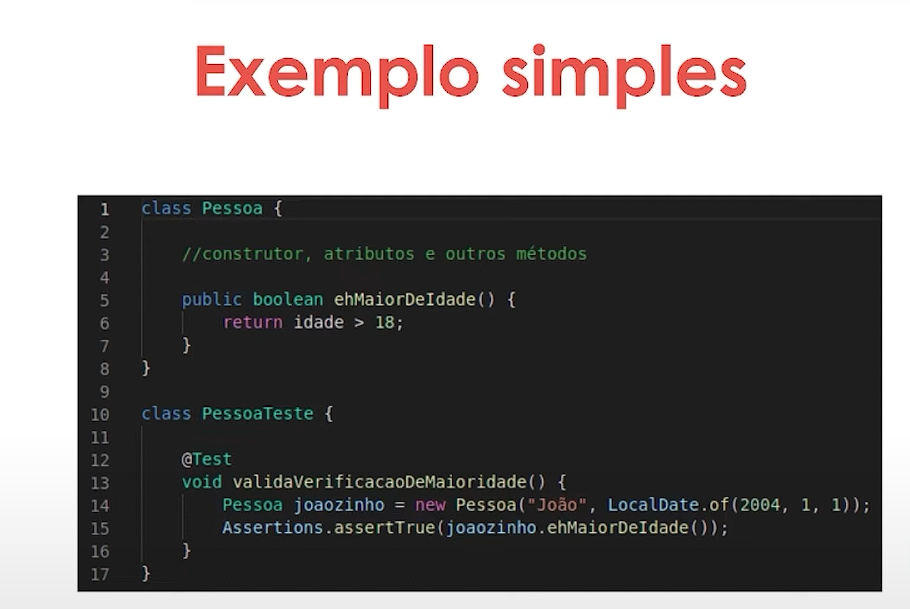 Exemplo simples
1 class Pessoa {
2
3 //construtor, atributos e outros métodos
4
5 public boolean ehMaiorDeIdade() {
6 return idade > 18;
7 }
8 }
9
10 class PessoaTeste {
11
12 @Test
13 void validaVerificacaoDeMaioridade() {
14 Pessoa joaozinho = new Pessoa("João", LocalDate.of(2004, 1, 1));
15 Assertions.assertTrue(joaozinho.ehMaiorDeIdade());
16 }
17 }